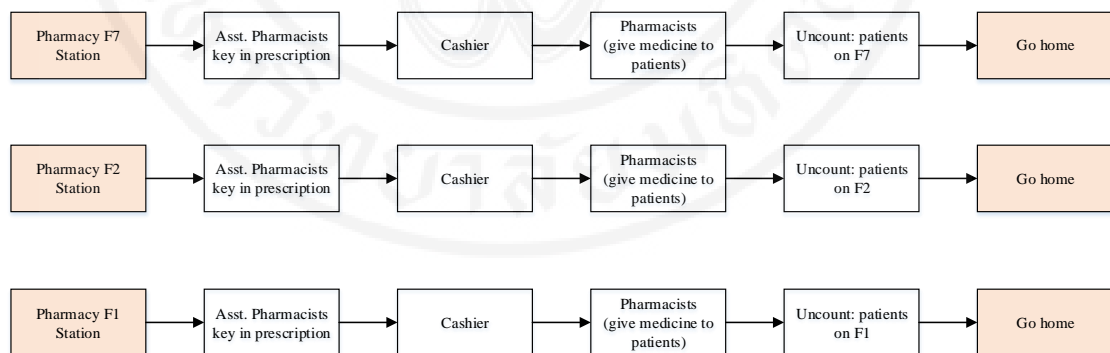 Pharmacy F7
Station
Asst. Pharmacists
key in prescription
Cashier
Pharmacists
(give medicine to
patients)
Uncount: patients
on F7
Go home
Pharmacy F2
Station
Asst. Pharmacists
key in prescription
Cashier
Pharmacists
(give medicine to
patients)
Uncount: patients
on F2
Go home
Pharmacy F1
Station
Asst. Pharmacists
key in prescription
Cashier
Pharmacists
(give medicine to
patients)
Uncount: patients
on F1
Go home